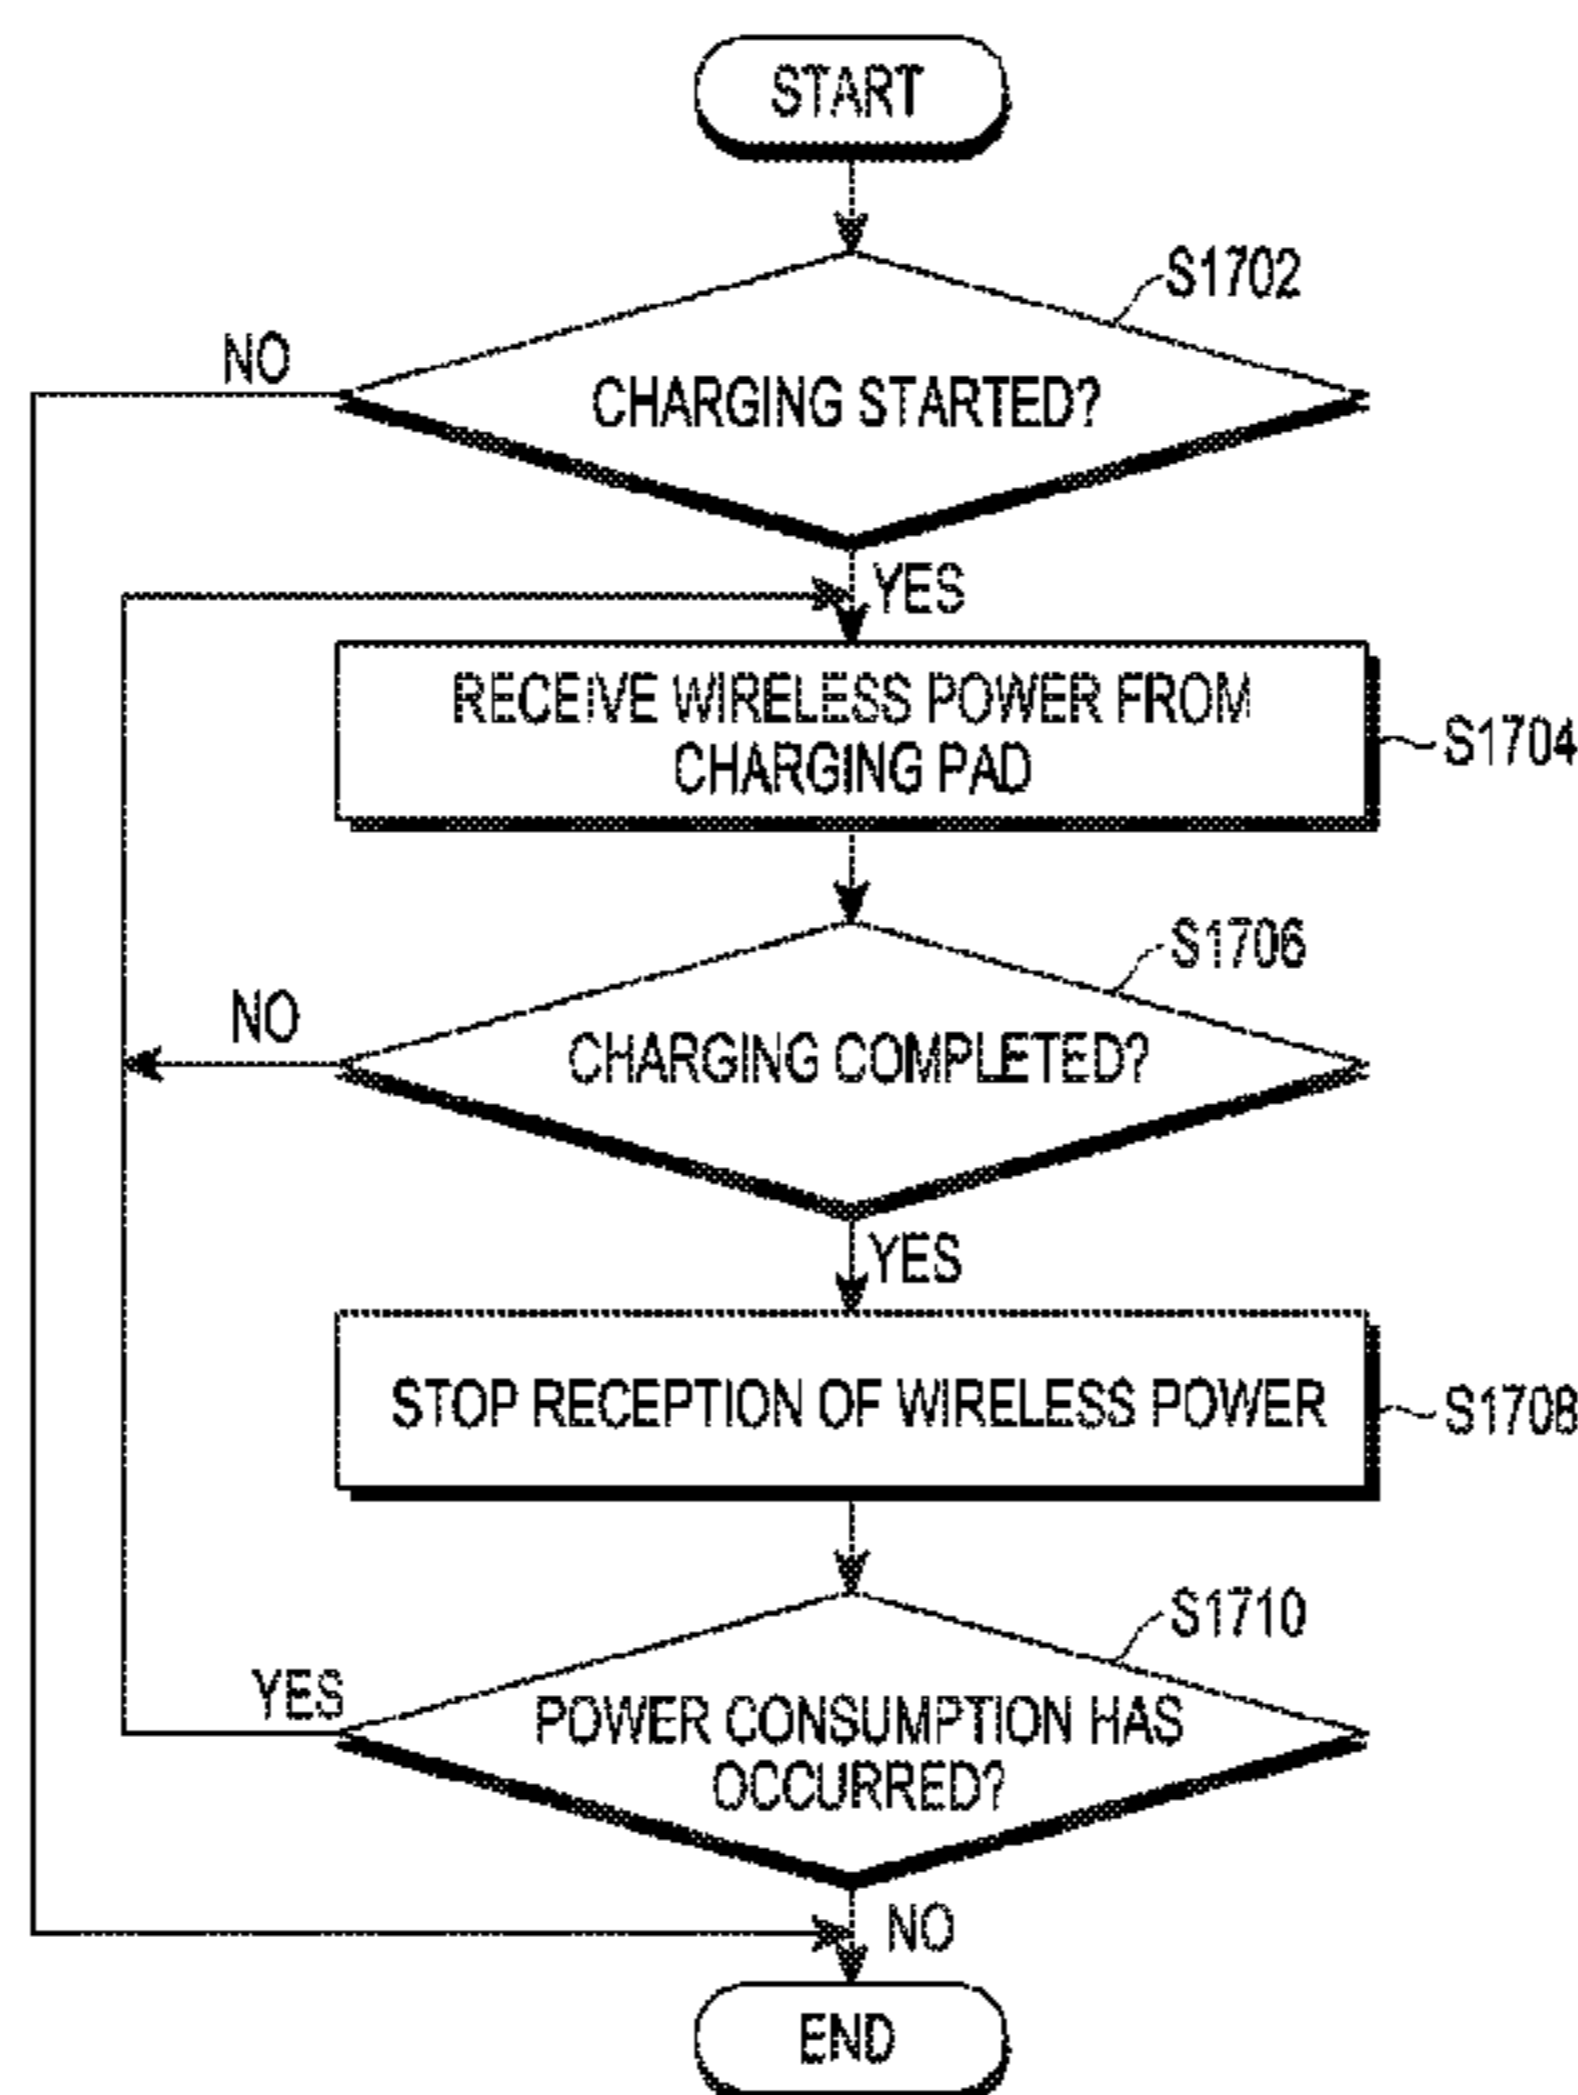 START
S1702
NO
CHARGING STARTED?
YES
RECEIVE WIRELESS POWER FROM
CHARGING PAD
S1704
S1706
NO
CHARGING COMPLETED?
YES
STOP RECEPTION OF WIRELESS POWER
S1708
S1710
YES
POWER CONSUMPTION HAS
OCCURRED?
NO
END